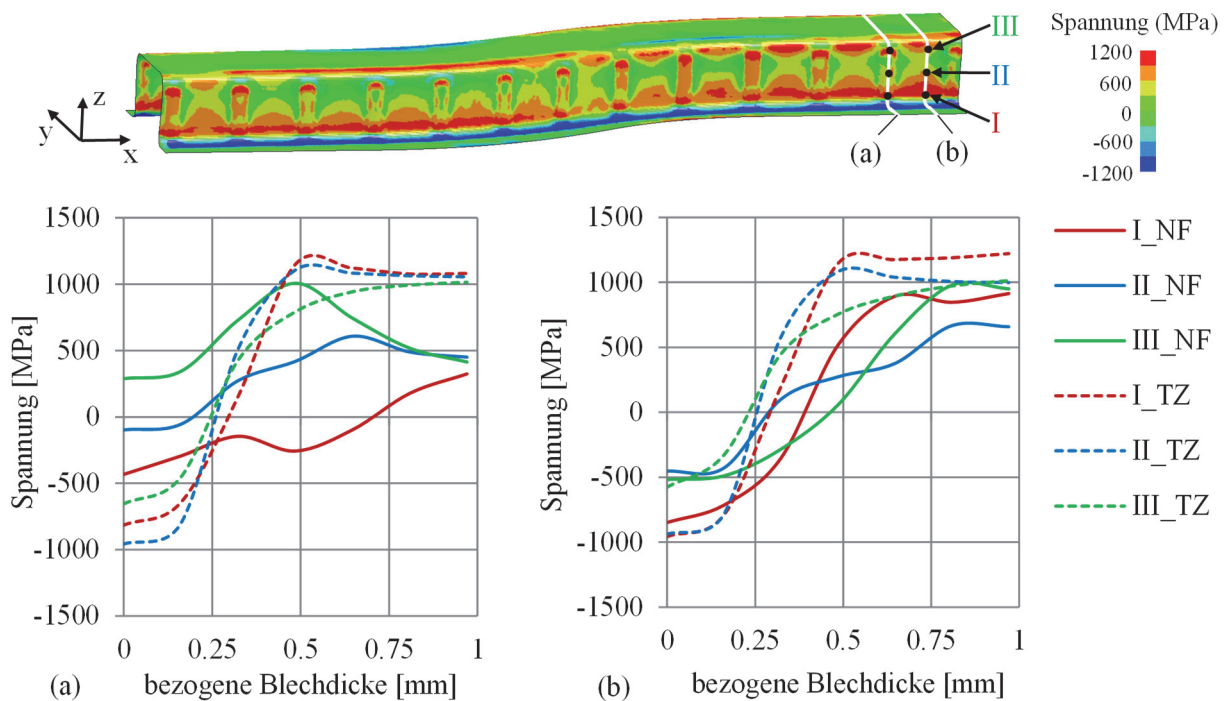 Spannung (MPa)
1200
600
0
-600
-1200
III
II
I
(a)
(b)
z
y
x
1500
1000
500
0
-500
-1000
-1500
Spannung [MPa]
0
0.25
0.5
0.75
1
(a)
bezogene Blechdicke [mm]
1500
1000
500
0
-500
-1000
-1500
Spannung [MPa]
0
0.25
0.5
0.75
1
(b)
bezogene Blechdicke [mm]
I_NF
II_NF
III_NF
I_TZ
II_TZ
III_TZ